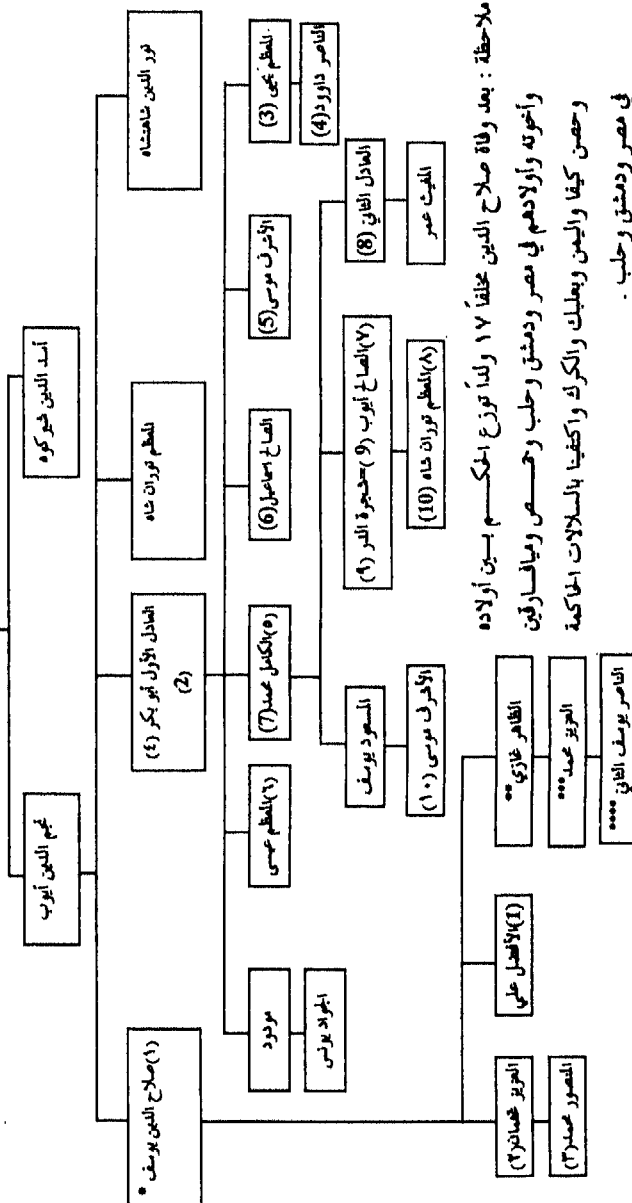 نجم الدين أيوب
أسد الدين شيركوه
(١)صلاح الدين يوسف *
العادل الأول أبو بكر (٤)
(2)
المعظم توران شاه
نور الدين شاهنشاه
مودود
(٦)المعظم عيسى
(٥)الكامل محمد(7)
الصالح اسماعيل(6)
الأشرف موسى(5)
المعظم يحيى (3)
الجواد يونس
الناصر داوود(4)
المسعود يوسف
(٧)الصالح أيوب (9)=شجرة الدر (٩)
العادل الثاني (8)
الأشرف موسى (١٠)
(٨)المعظم توران شاه (10)
المغيث عمر
العزيز عثمان(٢)
(1)الأفضل علي
الظاهر غازي**
المنصور محمد(٣)
العزيز محمد***
الناصر يوسف الثاني ****
ملاحظة : بعد وفاة صلاح الدين مخلفاً ١٧ ولداً توزع الحكم بين أولاده
وأخوته وأولادهم في مصر ودمشق وحلب وحمص وميافارقين
وحصن كيفا واليمن وبعلبك والكرك واكتفينا بالسلالات الحاكمة
في مصر ودمشق وحلب .